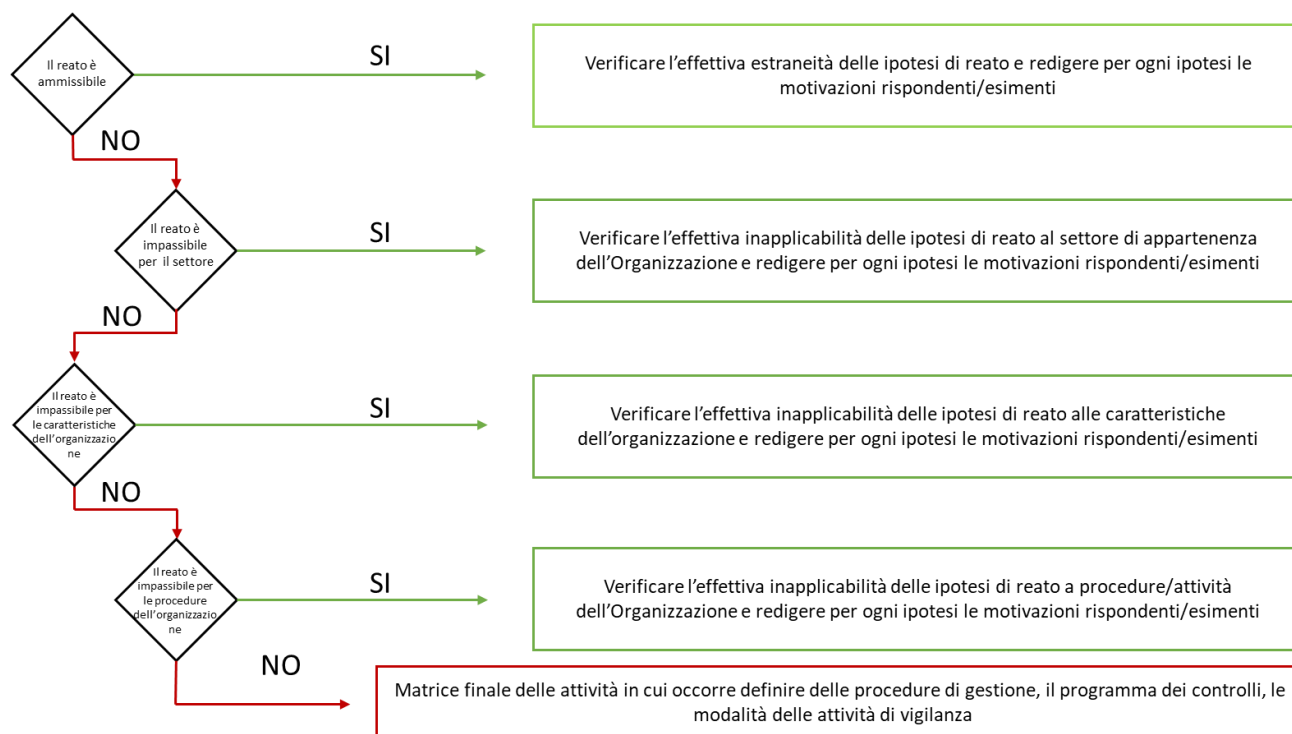 Il reato è
ammissibile
SI
Verificare l'effettiva estraneità delle ipotesi di reato e redigere per ogni ipotesi le
motivazioni rispondenti/esimenti
NO
Il reato è
impassibile
per il settore
SI
Verificare l'effettiva inapplicabilità delle ipotesi di reato al settore di appartenenza
dell'Organizzazione e redigere per ogni ipotesi le motivazioni rispondenti/esimenti
NO
Il reato è
impassibile per
le caratteristiche
dell'organizzazio
ne
SI
Verificare l'effettiva inapplicabilità delle ipotesi di reato alle caratteristiche
dell'organizzazione e redigere per ogni ipotesi le motivazioni rispondenti/esimenti
NO
Il reato è
impassibile per
le procedure
dell'organizzazio
ne
SI
Verificare l'effettiva inapplicabilità delle ipotesi di reato a procedure/attività
dell'Organizzazione e redigere per ogni ipotesi le motivazioni rispondenti/esimenti
NO
Matrice finale delle attività in cui occorre definire delle procedure di gestione, il programma dei controlli, le
modalità delle attività di vigilanza